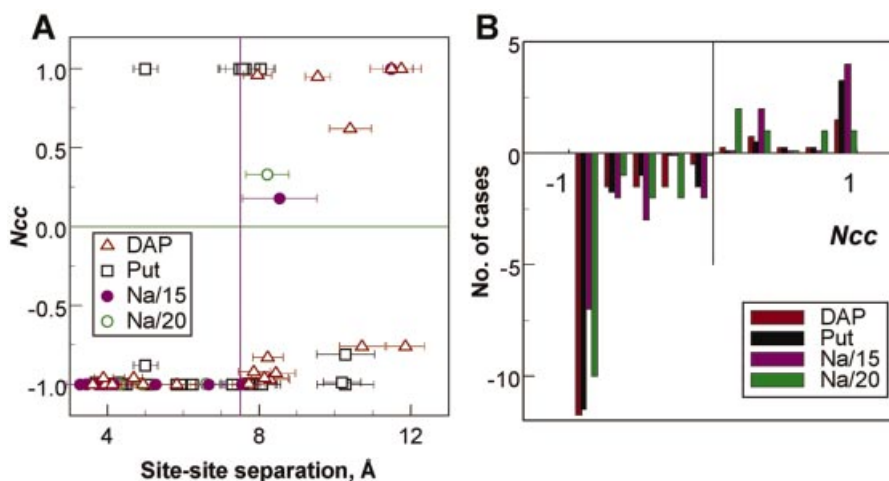 A
Ncc
1.0
0.5
0.0
-0.5
-1.0
DAP
Put
Na/15
Na/20
4
8
12
Site-site separation, Å
B
No. of cases
5
0
-5
-10
-1
1
Ncc
DAP
Put
Na/15
Na/20